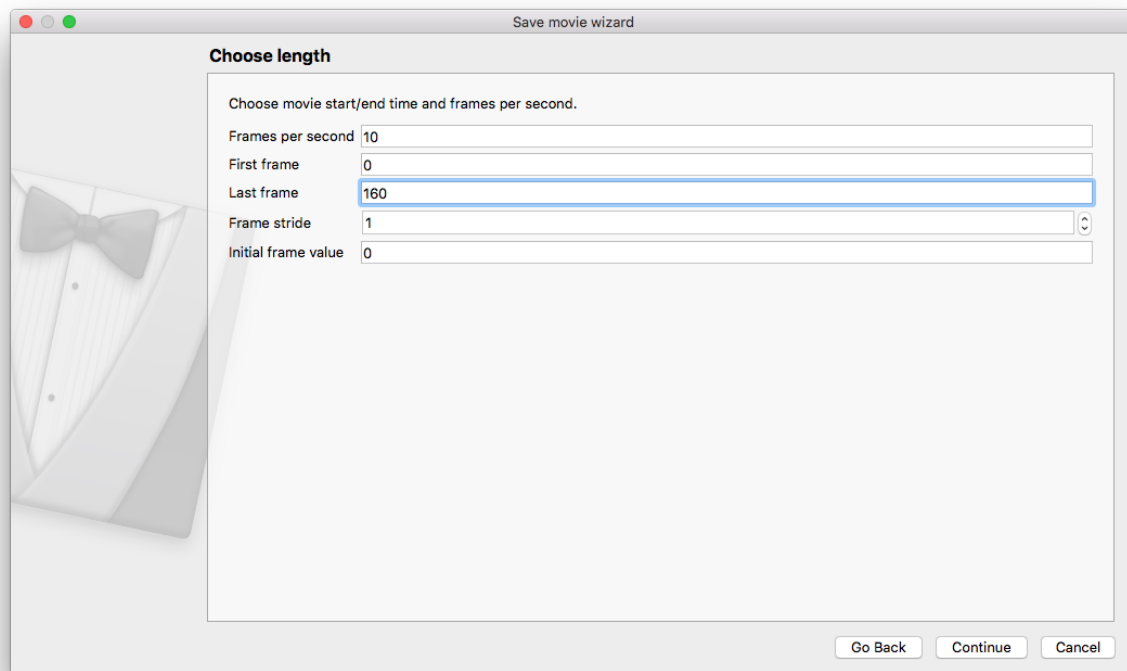 Save movie wizard
Choose length
Choose movie start/end time and frames per second.
Frames per second 10
First frame 0
Last frame 160
Frame stride 1
Initial frame value 0
Go Back Continue Cancel